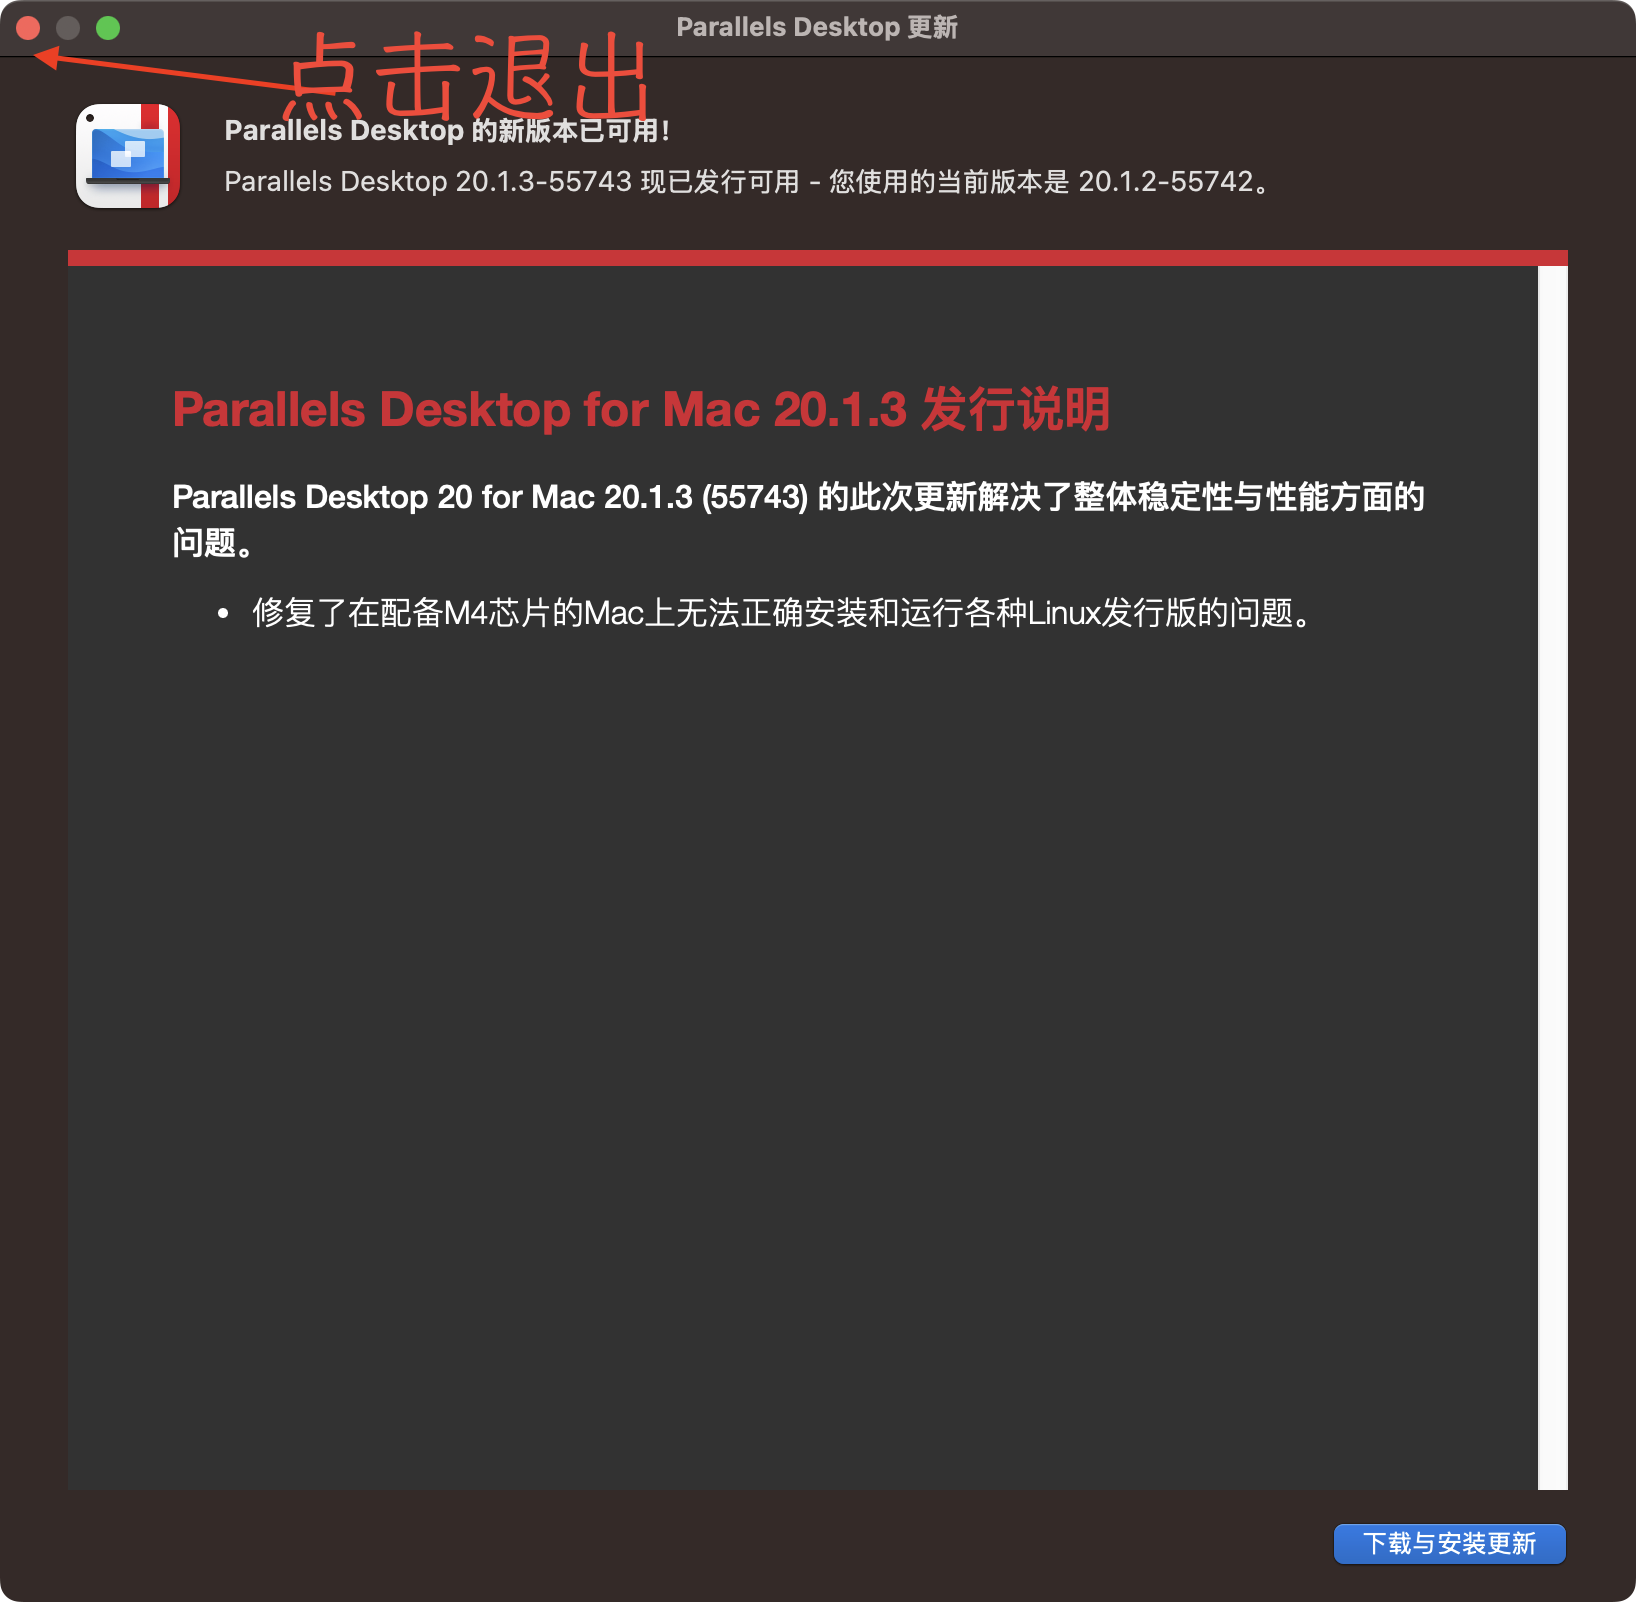 Parallels Desktop 更新
点击退出
Parallels Desktop 的新版本已可用！
Parallels Desktop 20.1.3-55743 现已发行可用 - 您使用的当前版本是 20.1.2-55742。
Parallels Desktop for Mac 20.1.3 发行说明
Parallels Desktop 20 for Mac 20.1.3 (55743) 的此次更新解决了整体稳定性与性能方面的
问题。
• 修复了在配备M4芯片的Mac上无法正确安装和运行各种Linux发行版的问题。
下载与安装更新